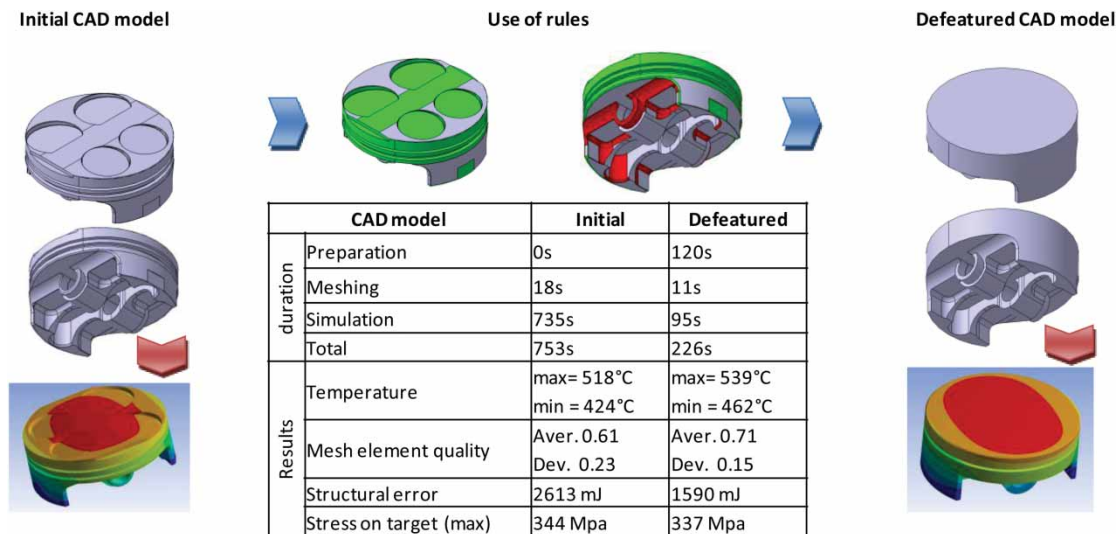 Initial CAD model
Use of rules
Defeatured CAD model
CAD model Initial Defeatured
duration
Preparation 0s 120s
Meshing 18s 11s
Simulation 735s 95s
Total 753s 226s
Results
Temperature
max= 518°C max= 539°C
min = 424°C min = 462°C
Mesh element quality
Aver. 0.61 Aver. 0.71
Dev. 0.23 Dev. 0.15
Structural error 2613 mJ 1590 mJ
Stress on target (max) 344 Mpa 337 Mpa